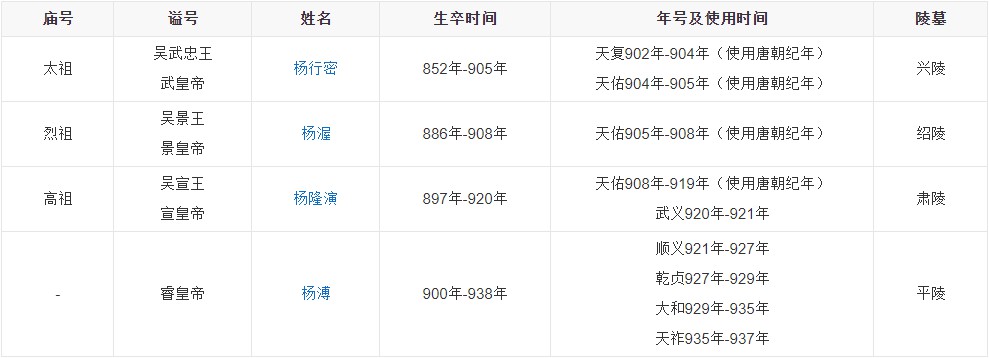 庙号 谥号 姓名 生卒时间 年号及使用时间 陵墓
太祖 吴武忠王 武皇帝 杨行密 852年-905年 天复902年-904年（使用唐朝纪年） 天佑904年-905年（使用唐朝纪年） 兴陵
烈祖 吴景王 景皇帝 杨渥 886年-908年 天佑905年-908年（使用唐朝纪年） 绍陵
高祖 吴宣王 宣皇帝 杨隆演 897年-920年 天佑908年-919年（使用唐朝纪年） 武义920年-921年 肃陵
- 睿皇帝 杨溥 900年-938年 顺义921年-927年 乾贞927年-929年 大和929年-935年 天祚935年-937年 平陵